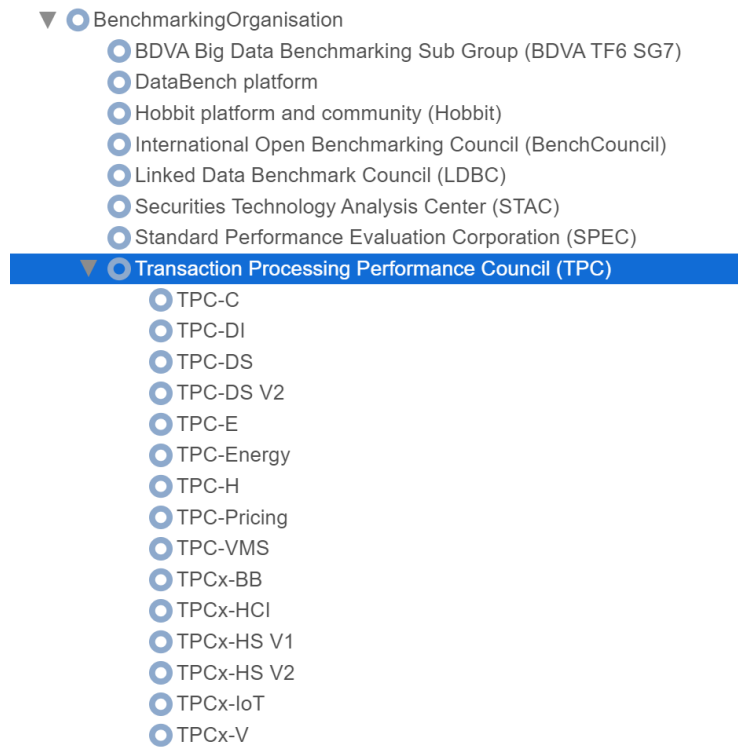 BenchmarkingOrganisation
BDVA Big Data Benchmarking Sub Group (BDVA TF6 SG7)
DataBench platform
Hobbit platform and community (Hobbit)
International Open Benchmarking Council (BenchCouncil)
Linked Data Benchmark Council (LDBC)
Securities Technology Analysis Center (STAC)
Standard Performance Evaluation Corporation (SPEC)
Transaction Processing Performance Council (TPC)
TPC-C
TPC-DI
TPC-DS
TPC-DS V2
TPC-E
TPC-Energy
TPC-H
TPC-Pricing
TPC-VMS
TPCx-BB
TPCx-HCI
TPCx-HS V1
TPCx-HS V2
TPCx-IoT
TPCx-V